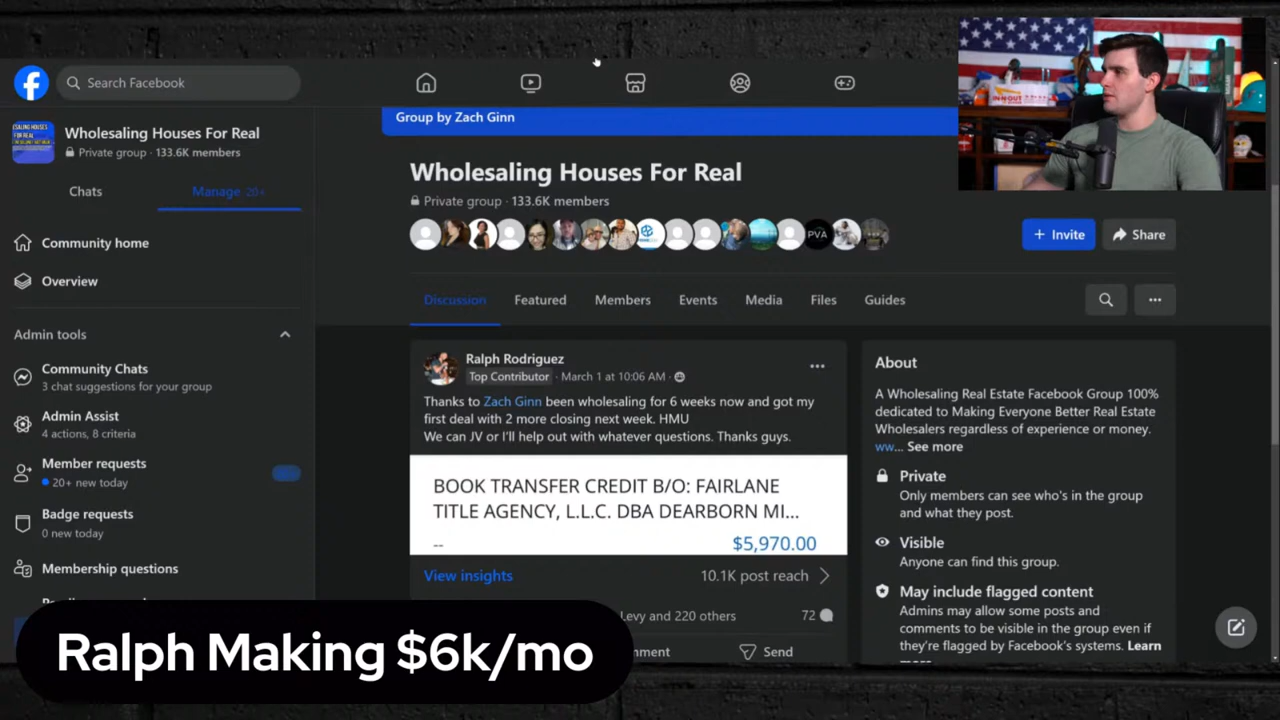 Search Facebook
Wholesaling Houses For Real
Private group · 133.6K members
Chats
Manage 20+
Community home
Overview
Admin tools
Community Chats
3 chat suggestions for your group
Admin Assist
4 actions, 8 criteria
Member requests
20+ new today
Badge requests
0 new today
Membership questions
Group by Zach Ginn
Wholesaling Houses For Real
Private group · 133.6K members
PVA
+ Invite
Share
Discussion
Featured
Members
Events
Media
Files
Guides
Ralph Rodriguez
Top Contributor · March 1 at 10:06 AM ·
Thanks to Zach Ginn been wholesaling for 6 weeks now and got my
first deal with 2 more closing next week. HMU
We can JV or I'll help out with whatever questions. Thanks guys.
BOOK TRANSFER CREDIT B/O: FAIRLANE
TITLE AGENCY, L.L.C. DBA DEARBORN MI...
--
$5,970.00
View insights
10.1K post reach
Levy and 220 others
72
mment
Send
About
A Wholesaling Real Estate Facebook Group 100%
dedicated to Making Everyone Better Real Estate
Wholesalers regardless of experience or money.
ww... See more
Private
Only members can see who's in the group
and what they post.
Visible
Anyone can find this group.
May include flagged content
Admins may allow some posts and
comments to be visible in the group even if
they're flagged by Facebook's systems. Learn
IN-N-OUT
Ralph Making $6k/mo